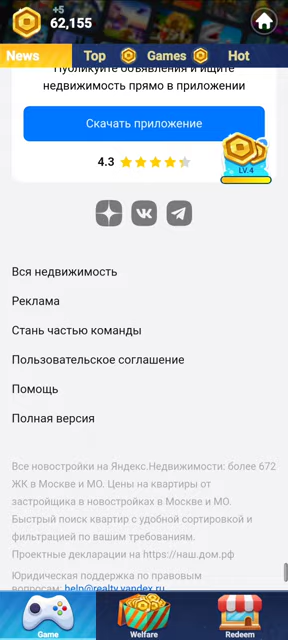 +5
62,155
News Top Games Hot
Публикуйте объявления и ищите
недвижимость прямо в приложении
Скачать приложение
4.3
LV.4
Вся недвижимость
Реклама
Стань частью команды
Пользовательское соглашение
Помощь
Полная версия
Все новостройки на Яндекс.Недвижимости: более 672
ЖК в Москве и МО. Цены на квартиры от
застройщика в новостройках в Москве и МО.
Быстрый поиск квартир с удобной сортировкой и
фильтрацией по вашим требованиям.
Проектные декларации на https://наш.дом.рф
Юридическая поддержка по правовым
вопросам: help@realty.yandex.ru
Game Welfare Redeem